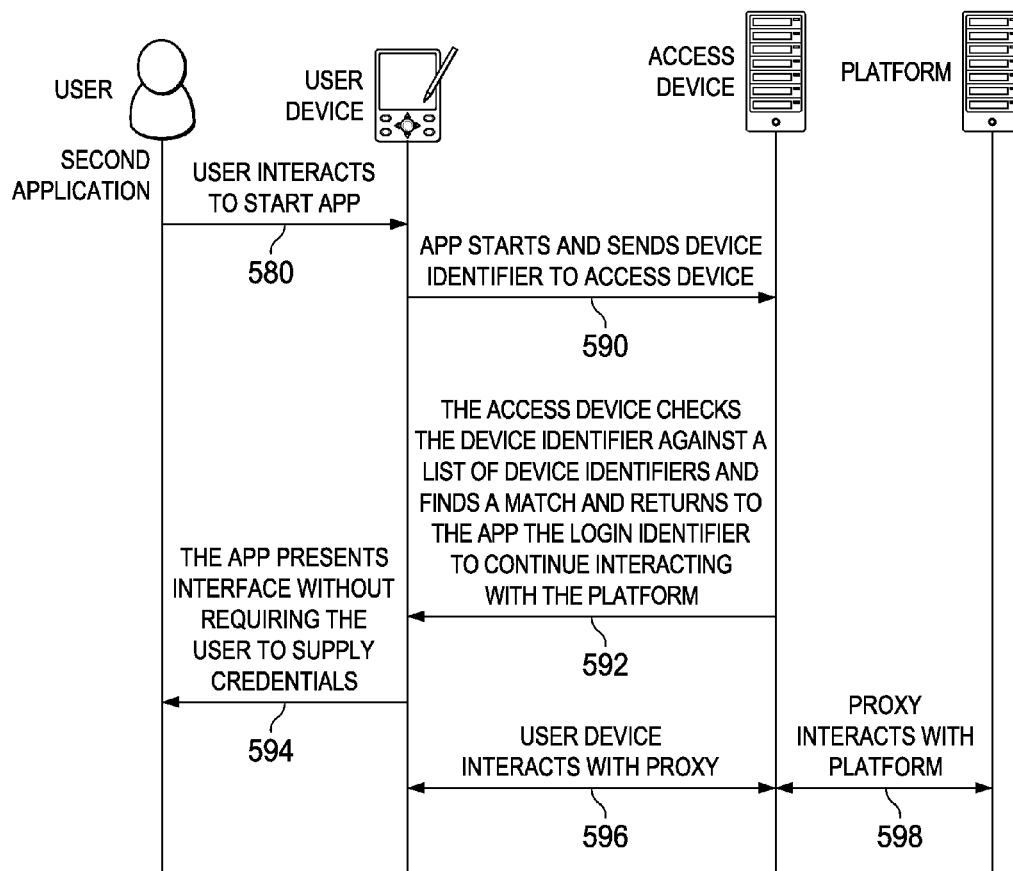 USER
USER
DEVICE
ACCESS
DEVICE
PLATFORM
SECOND
APPLICATION
USER INTERACTS
TO START APP
580
APP STARTS AND SENDS DEVICE
IDENTIFIER TO ACCESS DEVICE
590
THE ACCESS DEVICE CHECKS
THE DEVICE IDENTIFIER AGAINST A
LIST OF DEVICE IDENTIFIERS AND
FINDS A MATCH AND RETURNS TO
THE APP THE LOGIN IDENTIFIER
TO CONTINUE INTERACTING
WITH THE PLATFORM
592
THE APP PRESENTS
INTERFACE WITHOUT
REQUIRING THE
USER TO SUPPLY
CREDENTIALS
594
USER DEVICE
INTERACTS WITH PROXY
596
PROXY
INTERACTS WITH
PLATFORM
598